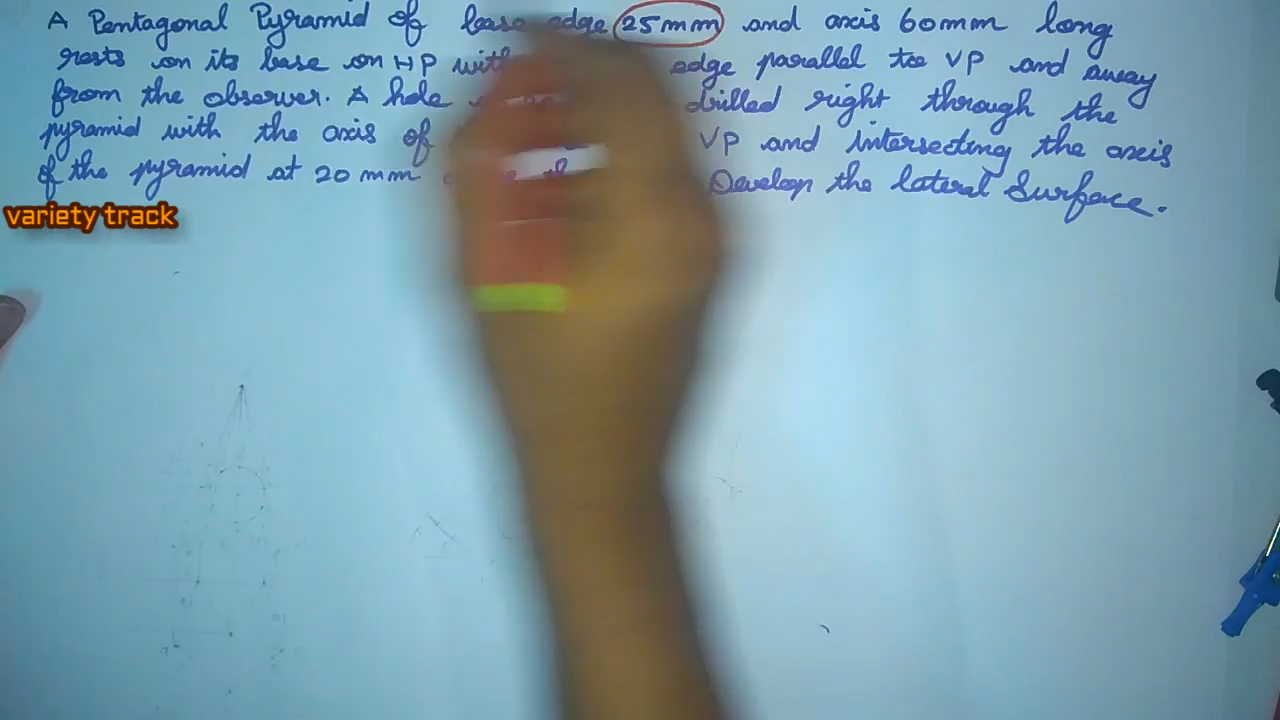 A Pentagonal Pyramid of base edge 25mm and axis 60mm long
rests on its base on HP with edge parallel to VP and away
from the observer. A hole drilled right through the
pyramid with the axis of VP and intersecting the axis
of the pyramid at 20 mm Develop the lateral Surface.
variety track